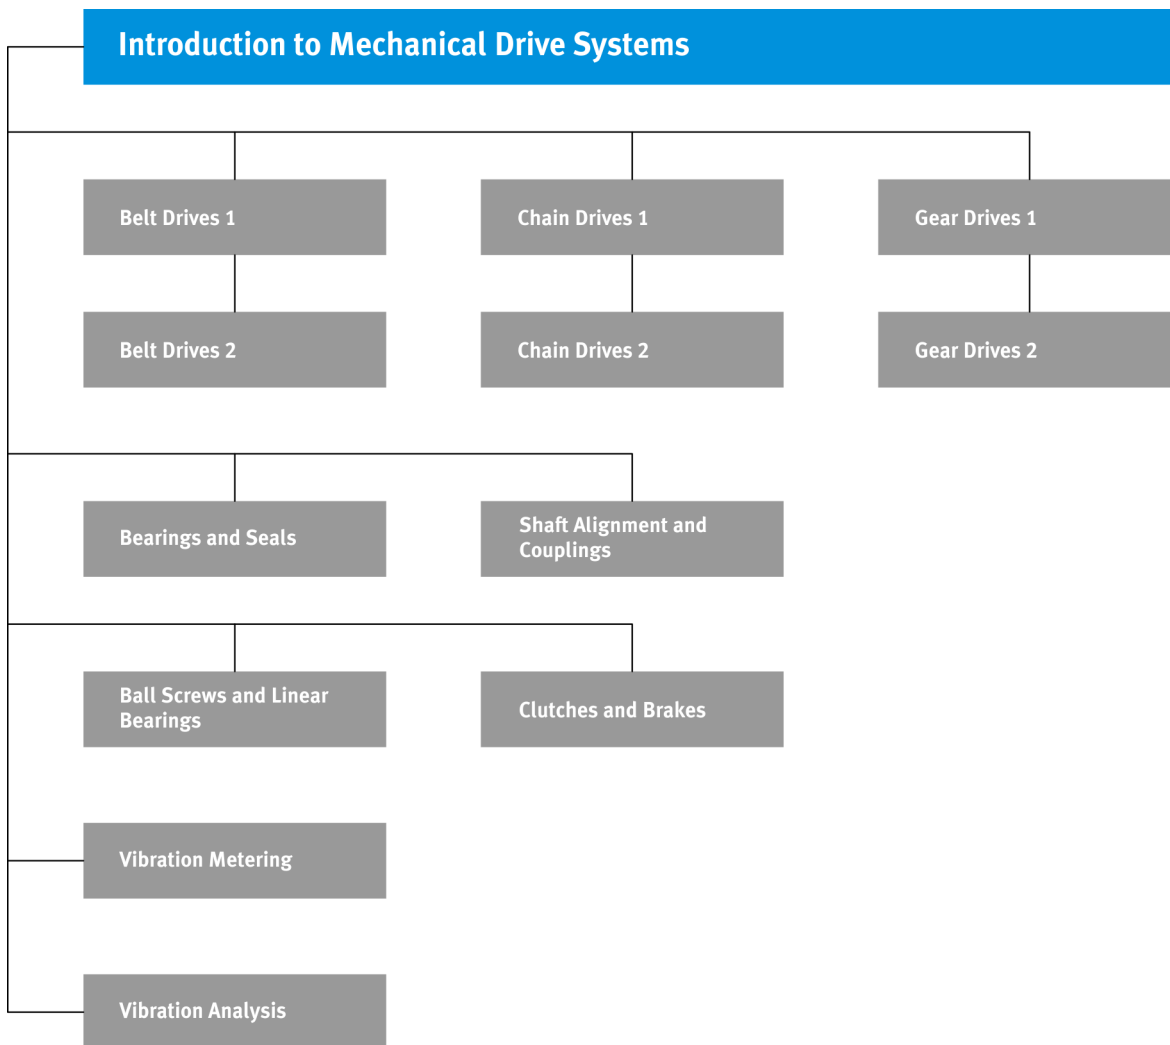 Introduction to Mechanical Drive Systems
Belt Drives 1
Chain Drives 1
Gear Drives 1
Belt Drives 2
Chain Drives 2
Gear Drives 2
Bearings and Seals
Shaft Alignment and
Couplings
Ball Screws and Linear
Bearings
Clutches and Brakes
Vibration Metering
Vibration Analysis